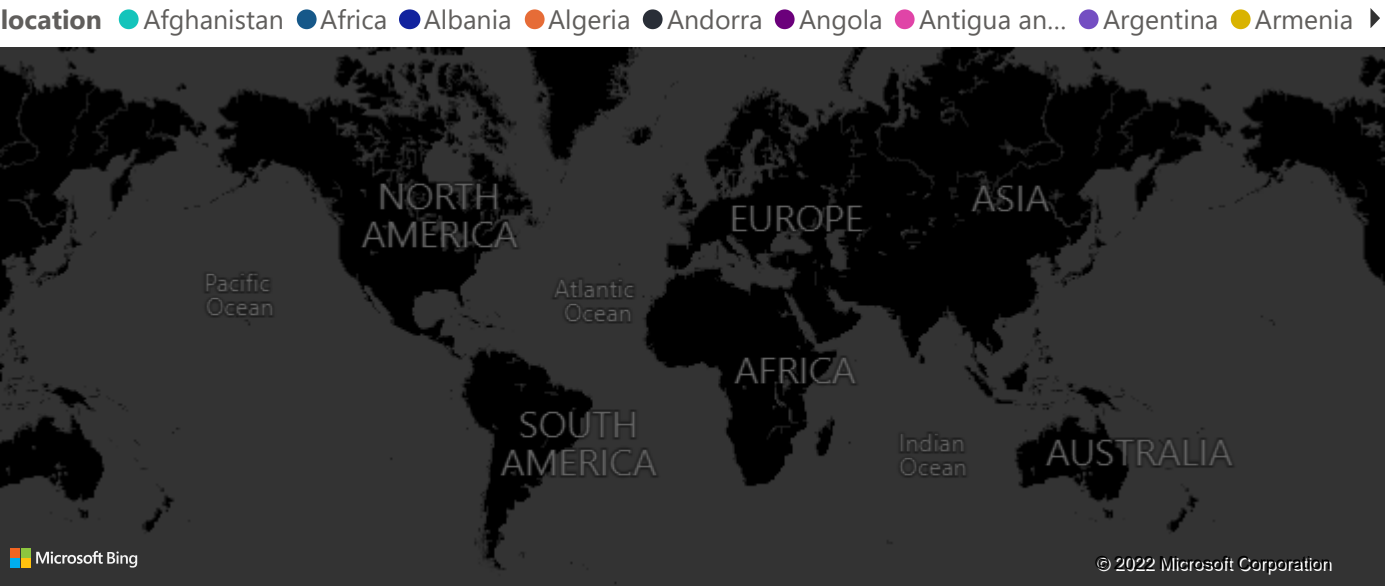 location Afghanistan Africa Albania Algeria Andorra Angola Antigua an... Argentina Armenia
NORTH
AMERICA
EUROPE
ASIA
Pacific
Ocean
Atlantic
Ocean
AFRICA
SOUTH
AMERICA
Indian
Ocean
AUSTRALIA
Microsoft Bing
© 2022 Microsoft Corporation